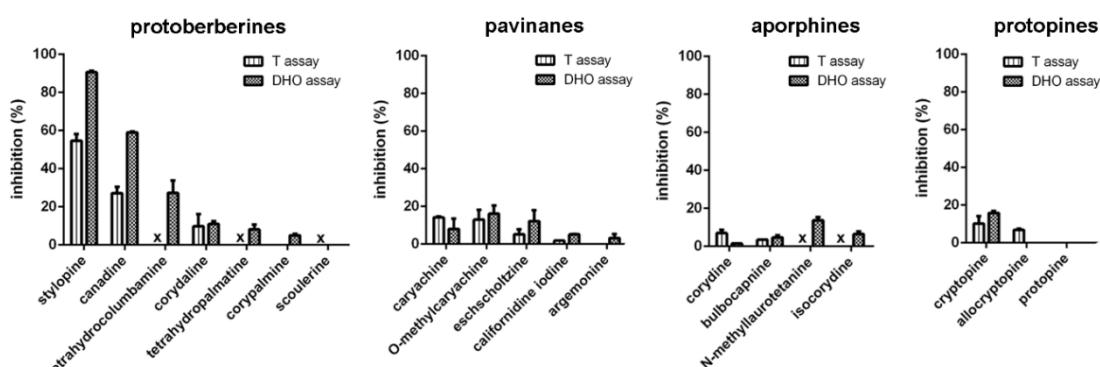 protoberberines
T assay
DHO assay
inhibition (%)
100
80
60
40
20
0
x
x
x
stylopine
canadine
etrahydrocolumbamine
corydaline
tetrahydropalmatine
corypalmine
scoulerine
pavinanes
T assay
DHO assay
inhibition (%)
100
80
60
40
20
0
caryachine
O-methylcaryachine
eschscholtzine
californidine iodine
argemonine
aporphines
T assay
DHO assay
inhibition (%)
100
80
60
40
20
0
x
x
corydine
bulbocapnine
N-methyllaurotetanine
isocorydine
protopines
T assay
DHO assay
inhibition (%)
100
80
60
40
20
0
cryptopine
allocryptopine
protopine